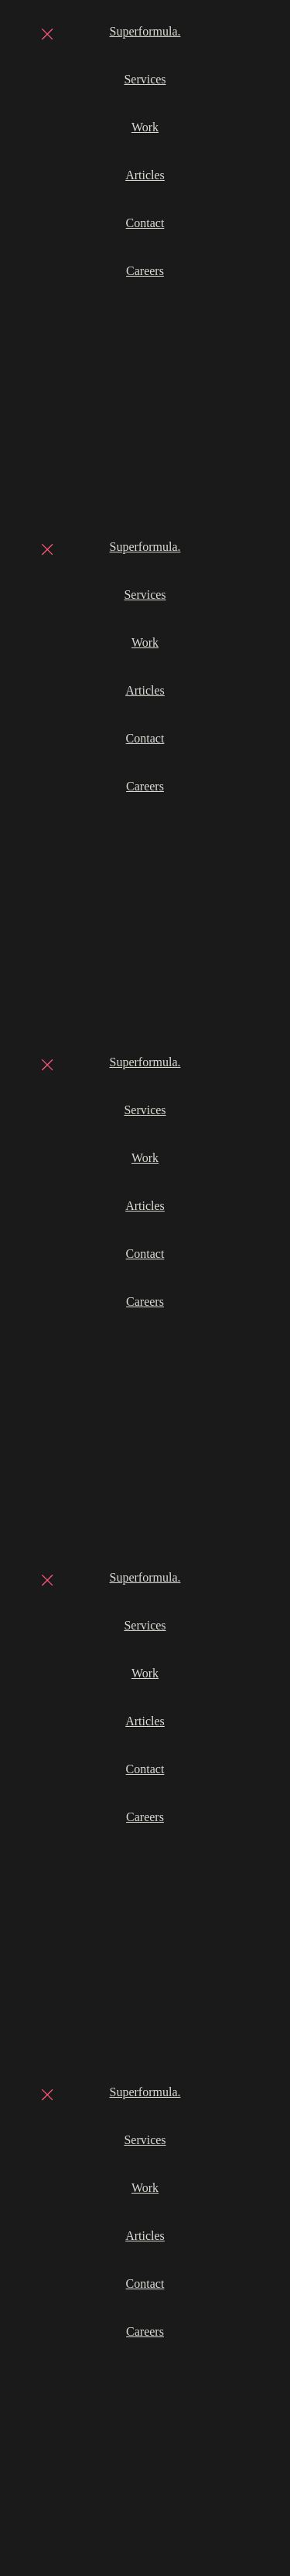 Superformula.
Services
Work
Articles
Contact
Careers
Superformula.
Services
Work
Articles
Contact
Careers
Superformula.
Services
Work
Articles
Contact
Careers
Superformula.
Services
Work
Articles
Contact
Careers
Superformula.
Services
Work
Articles
Contact
Careers